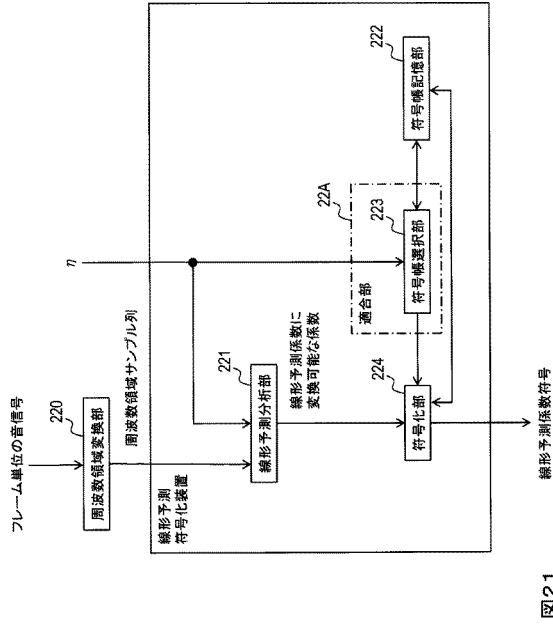 フレーム単位の音信号
220
周波数領域変換部
周波数領域サンプル列
η
線形予測
符号化装置
221
線形予測分析部
線形予測係数に
変換可能な係数
22A
適合部
223
符号帳選択部
222
符号帳記憶部
224
符号化部
線形予測係数符号
図21